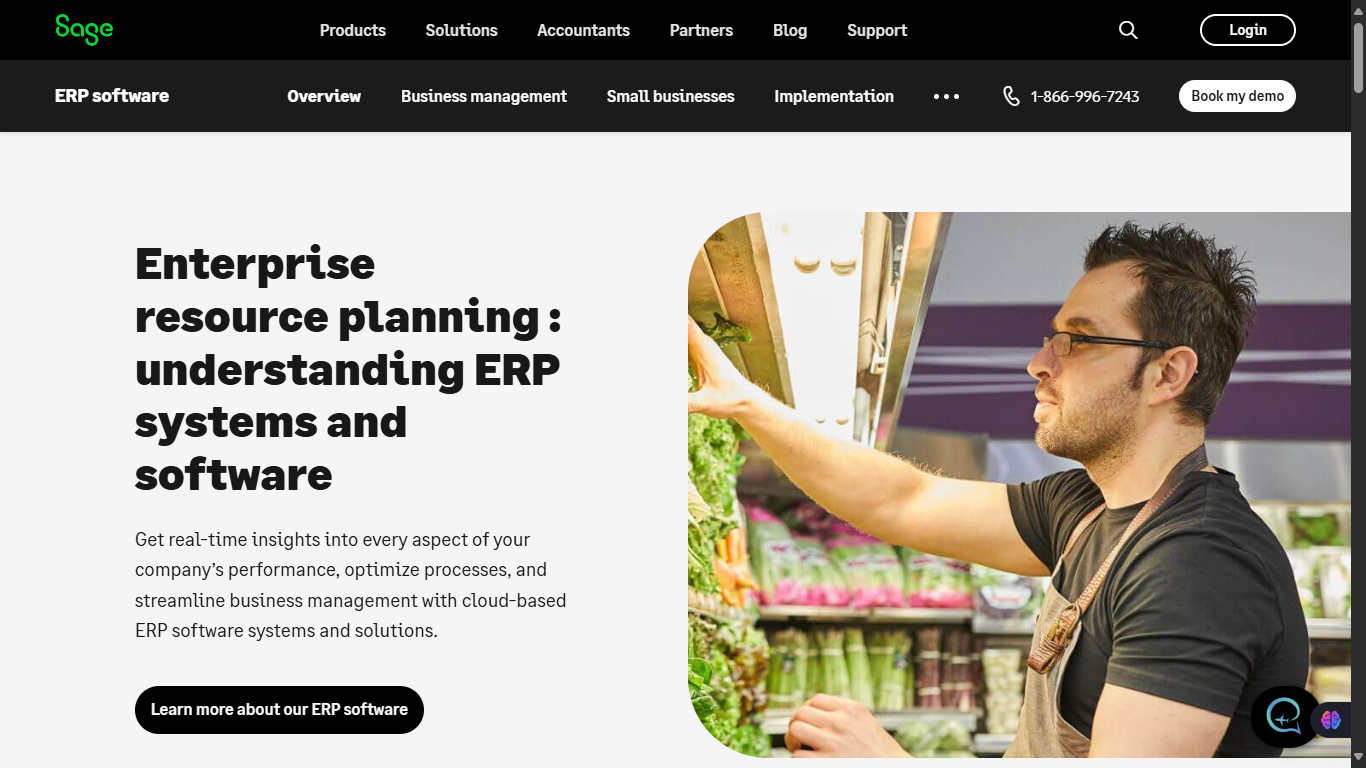 Sage
Products Solutions Accountants Partners Blog Support
Login
ERP software
Overview Business management Small businesses Implementation
1-866-996-7243
Book my demo
Enterprise
resource planning :
understanding ERP
systems and
software
Get real-time insights into every aspect of your
company’s performance, optimize processes, and
streamline business management with cloud-based
ERP software systems and solutions.
Learn more about our ERP software